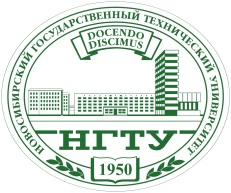 НОВОСИБИРСКИЙ ГОСУДАРСТВЕННЫЙ ТЕХНИЧЕСКИЙ УНИВЕРСИТЕТ
DOCENDO
DISCIMUS
НГТУ
1950